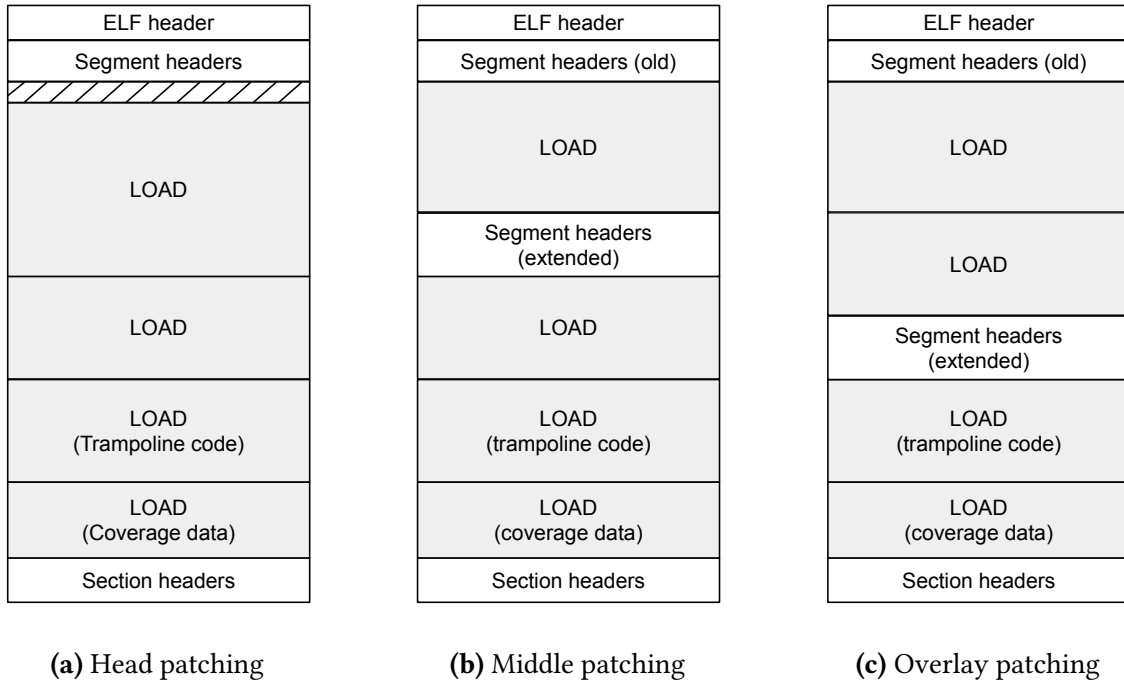 ELF header
Segment headers
LOAD
LOAD
LOAD
(Trampoline code)
LOAD
(Coverage data)
Section headers
(a) Head patching
ELF header
Segment headers (old)
LOAD
Segment headers
(extended)
LOAD
LOAD
(trampoline code)
LOAD
(coverage data)
Section headers
(b) Middle patching
ELF header
Segment headers (old)
LOAD
LOAD
Segment headers
(extended)
LOAD
(trampoline code)
LOAD
(coverage data)
Section headers
(c) Overlay patching